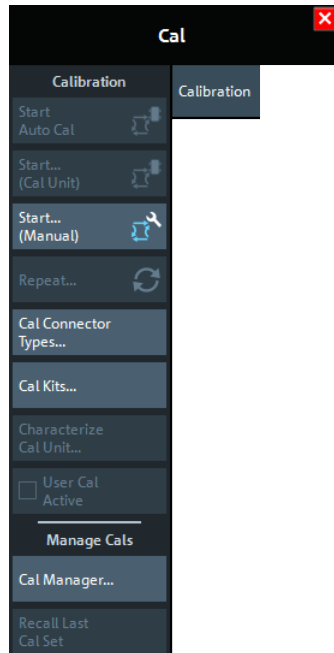 Cal
Calibration
Calibration
Start
Auto Cal
Start...
(Cal Unit)
Start...
(Manual)
Repeat...
Cal Connector
Types...
Cal Kits...
Characterize
Cal Unit...
User Cal
Active
Manage Cals
Cal Manager...
Recall Last
Cal Set